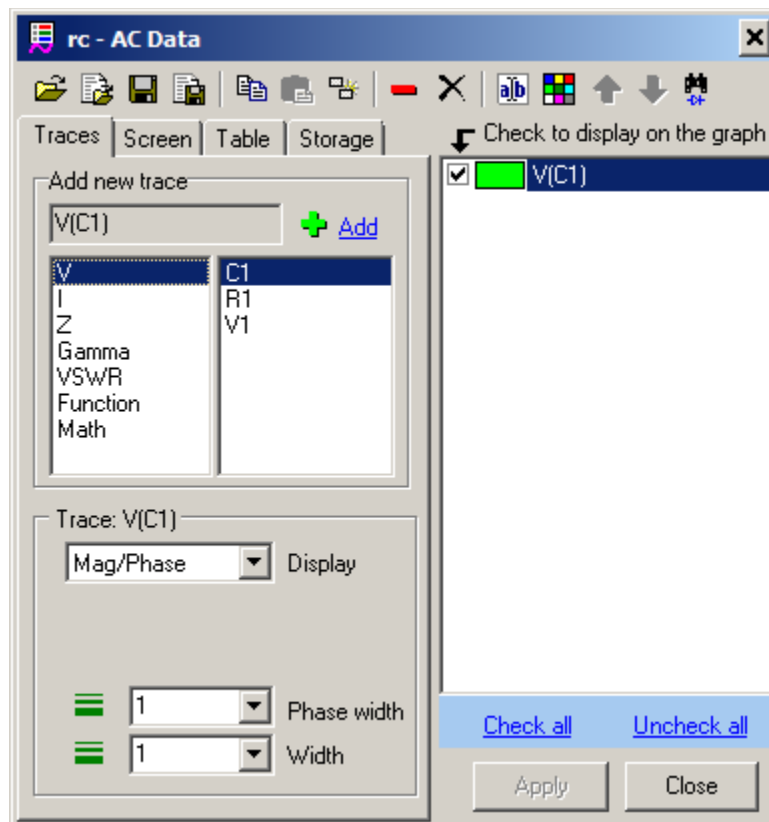 rc - AC Data
Traces
Screen
Table
Storage
Check to display on the graph
Add new trace
V(C1)
Add
V
I
Z
Gamma
VSWR
Function
Math
C1
R1
V1
Trace: V(C1)
Mag/Phase
Display
1
Phase width
1
Width
V(C1)
Check all
Uncheck all
Apply
Close